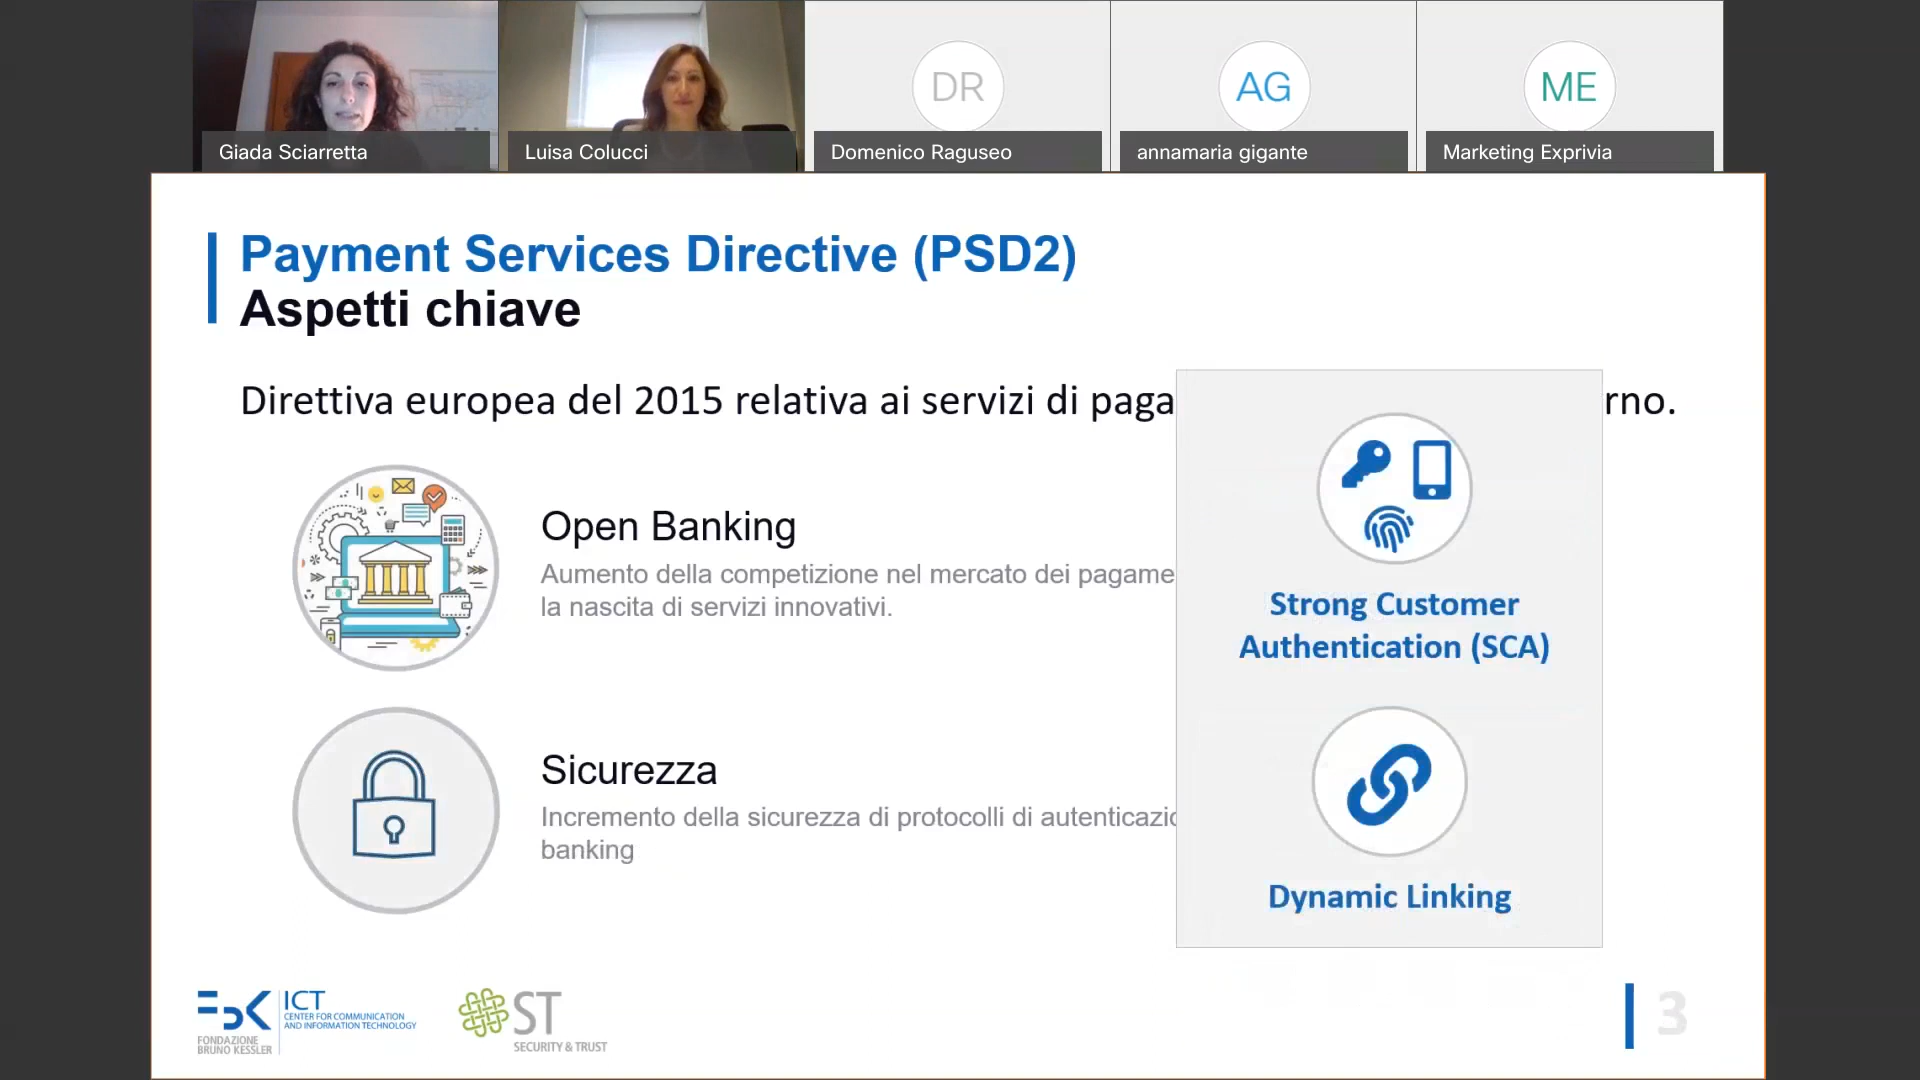 DR
AG
ME
Giada Sciarretta
Luisa Colucci
Domenico Raguseo
annamaria gigante
Marketing Exprivia
Payment Services Directive (PSD2)
Aspetti chiave
Direttiva europea del 2015 relativa ai servizi di paga rno.
Open Banking
Aumento della competizione nel mercato dei pagame
la nascita di servizi innovativi.
Strong Customer
Authentication (SCA)
Sicurezza
Incremento della sicurezza di protocolli di autenticazio
banking
Dynamic Linking
FBK
FONDAZIONE
BRUNO KESSLER
ICT
CENTER FOR COMMUNICATION
AND INFORMATION TECHNOLOGY
ST
SECURITY & TRUST
3